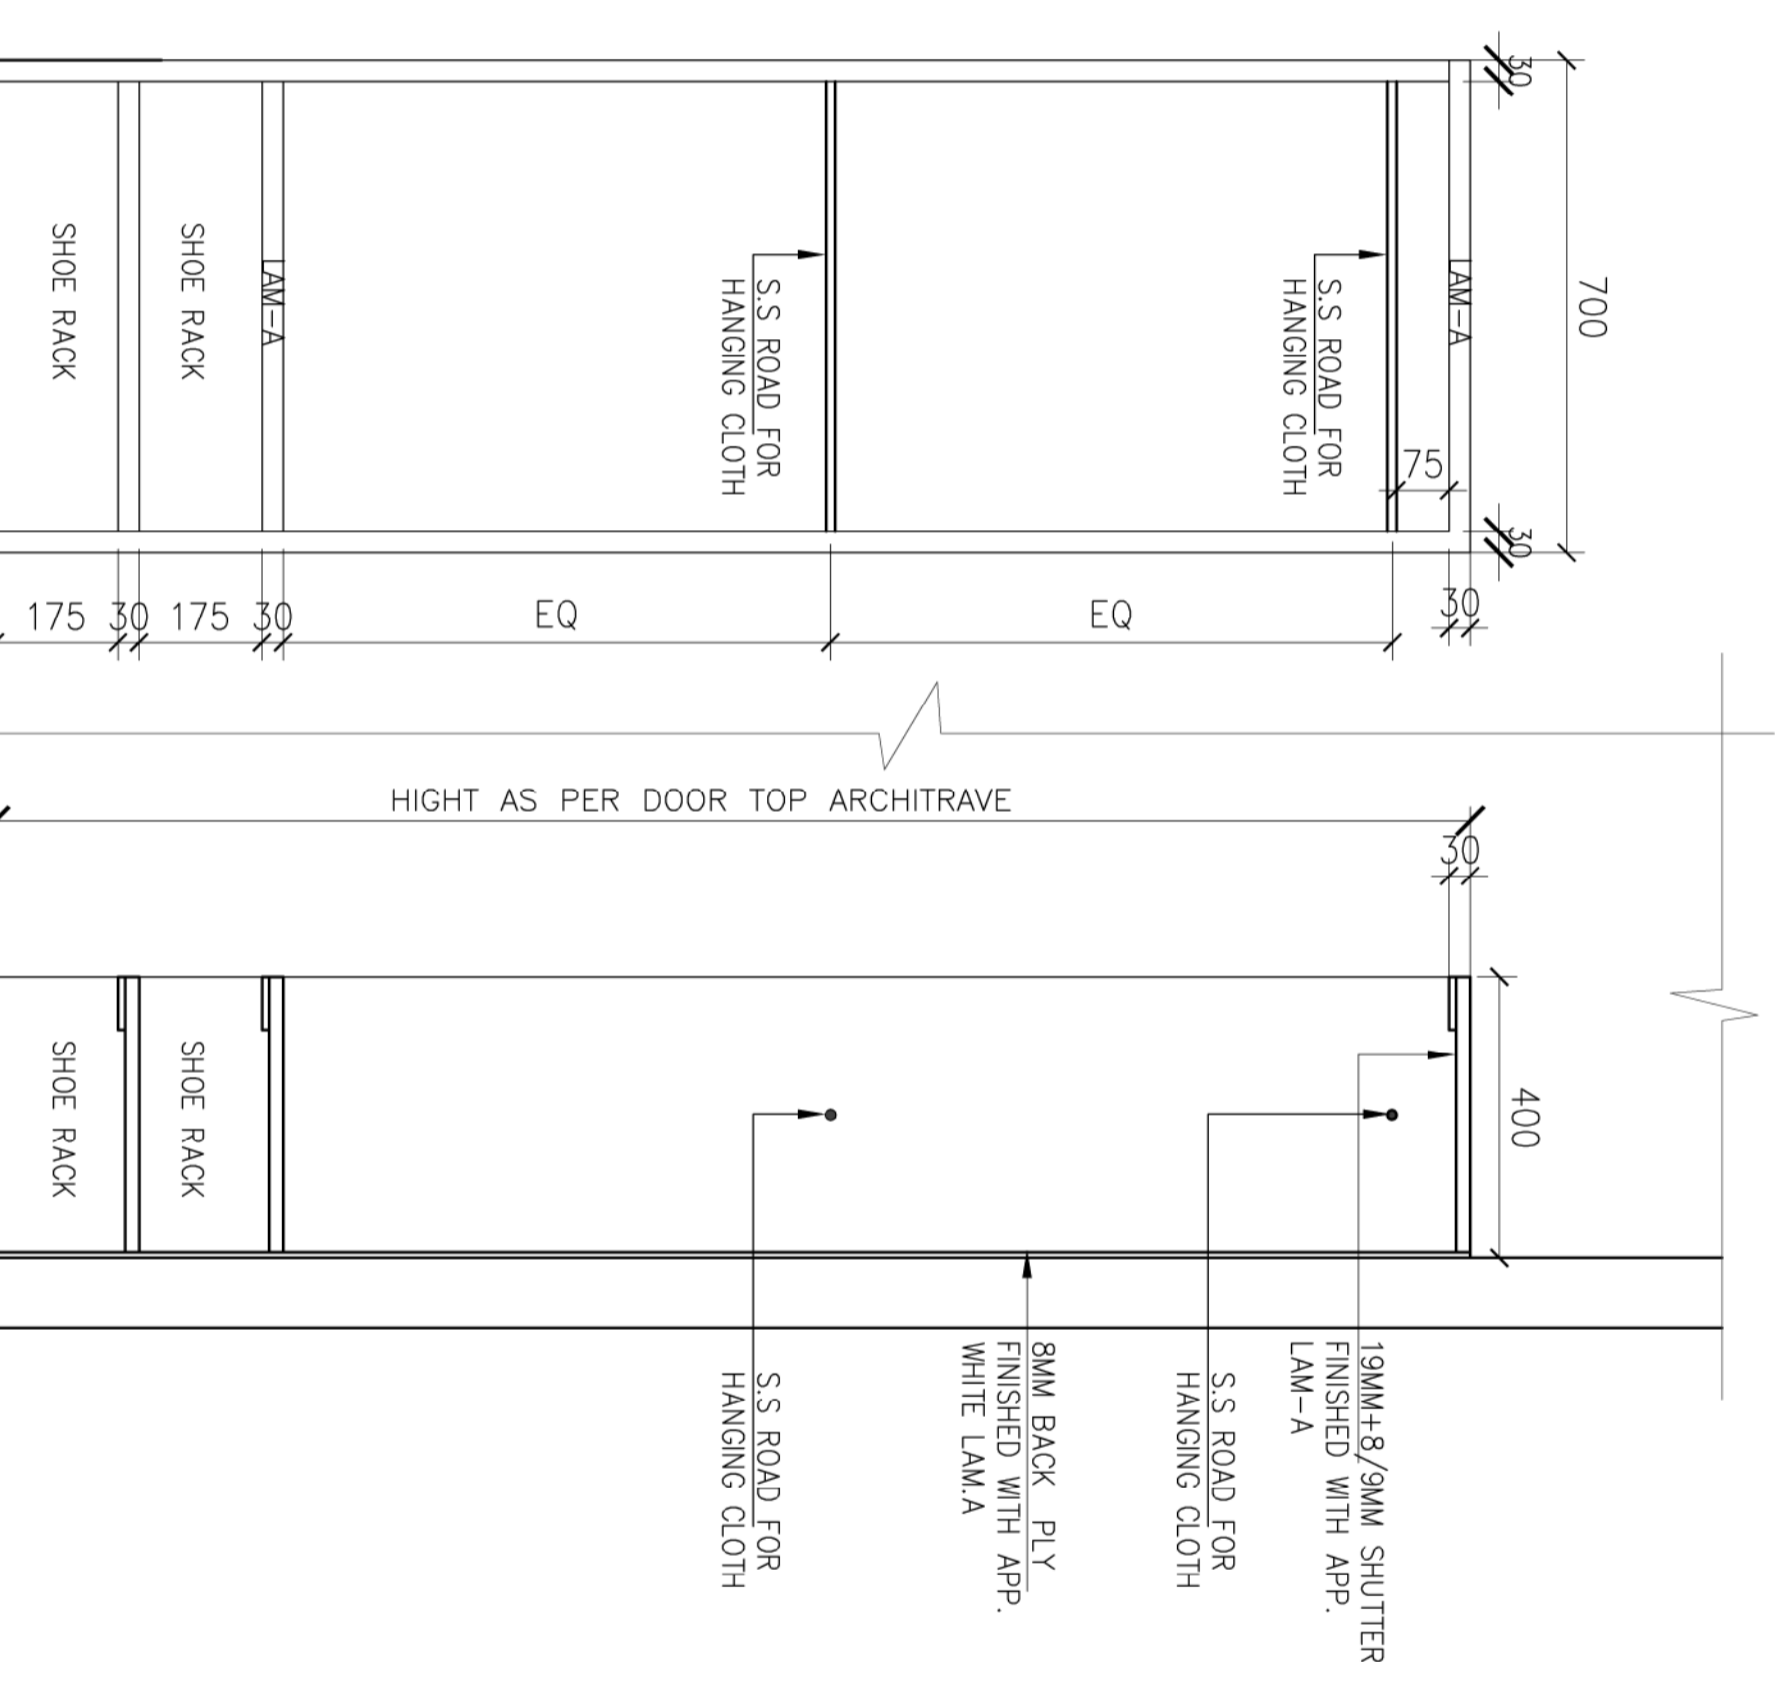 30
700
SHOE RACK
SHOE RACK
LAM-A
S.S ROAD FOR
HANGING CLOTH
S.S ROAD FOR
HANGING CLOTH
LAM-A
75
30
175
30
175
30
EQ
EQ
30
HIGHT AS PER DOOR TOP ARCHITRAVE
30
400
SHOE RACK
SHOE RACK
S.S ROAD FOR
HANGING CLOTH
8MM BACK PLY
FINISHED WITH APP.
WHITE LAM.A
S.S ROAD FOR
HANGING CLOTH
19MM+8/9MM SHUTTER
FINISHED WITH APP.
LAM-A